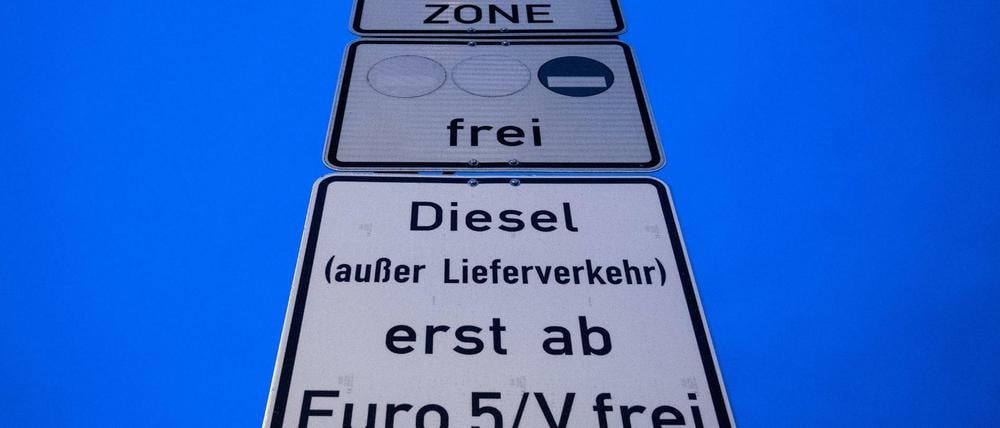 ZONE
frei
Diesel
(außer Lieferverkehr)
erst ab
Euro 5/V frei